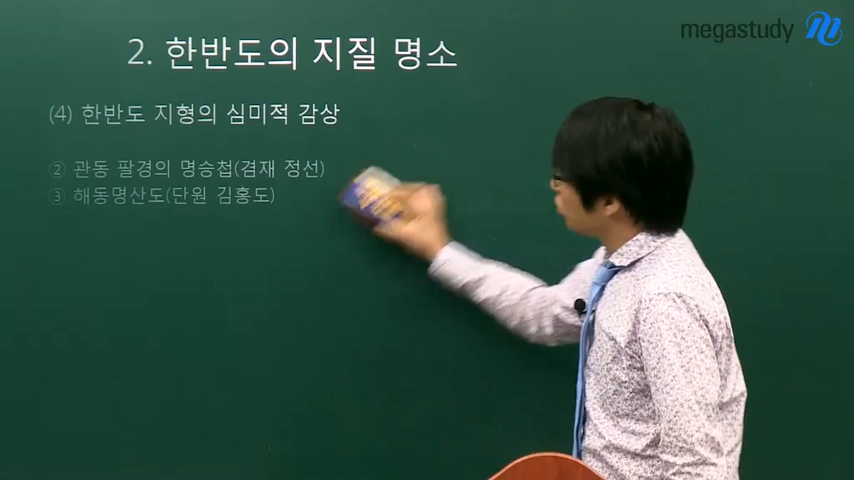 megastudy
2. 한반도의 지질 명소
(4) 한반도 지형의 심미적 감상
② 관동 팔경의 명승첩(겸재 정선)
③ 해동명산도(단원 김홍도)